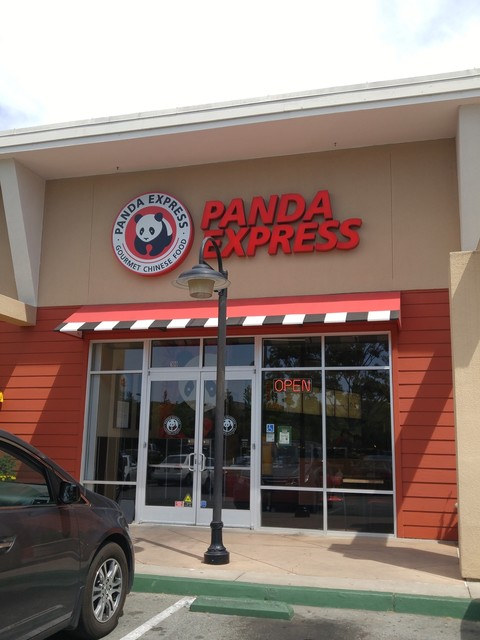 PANDA EXPRESS
GOURMET CHINESE FOOD
PANDA
EXPRESS
OPEN